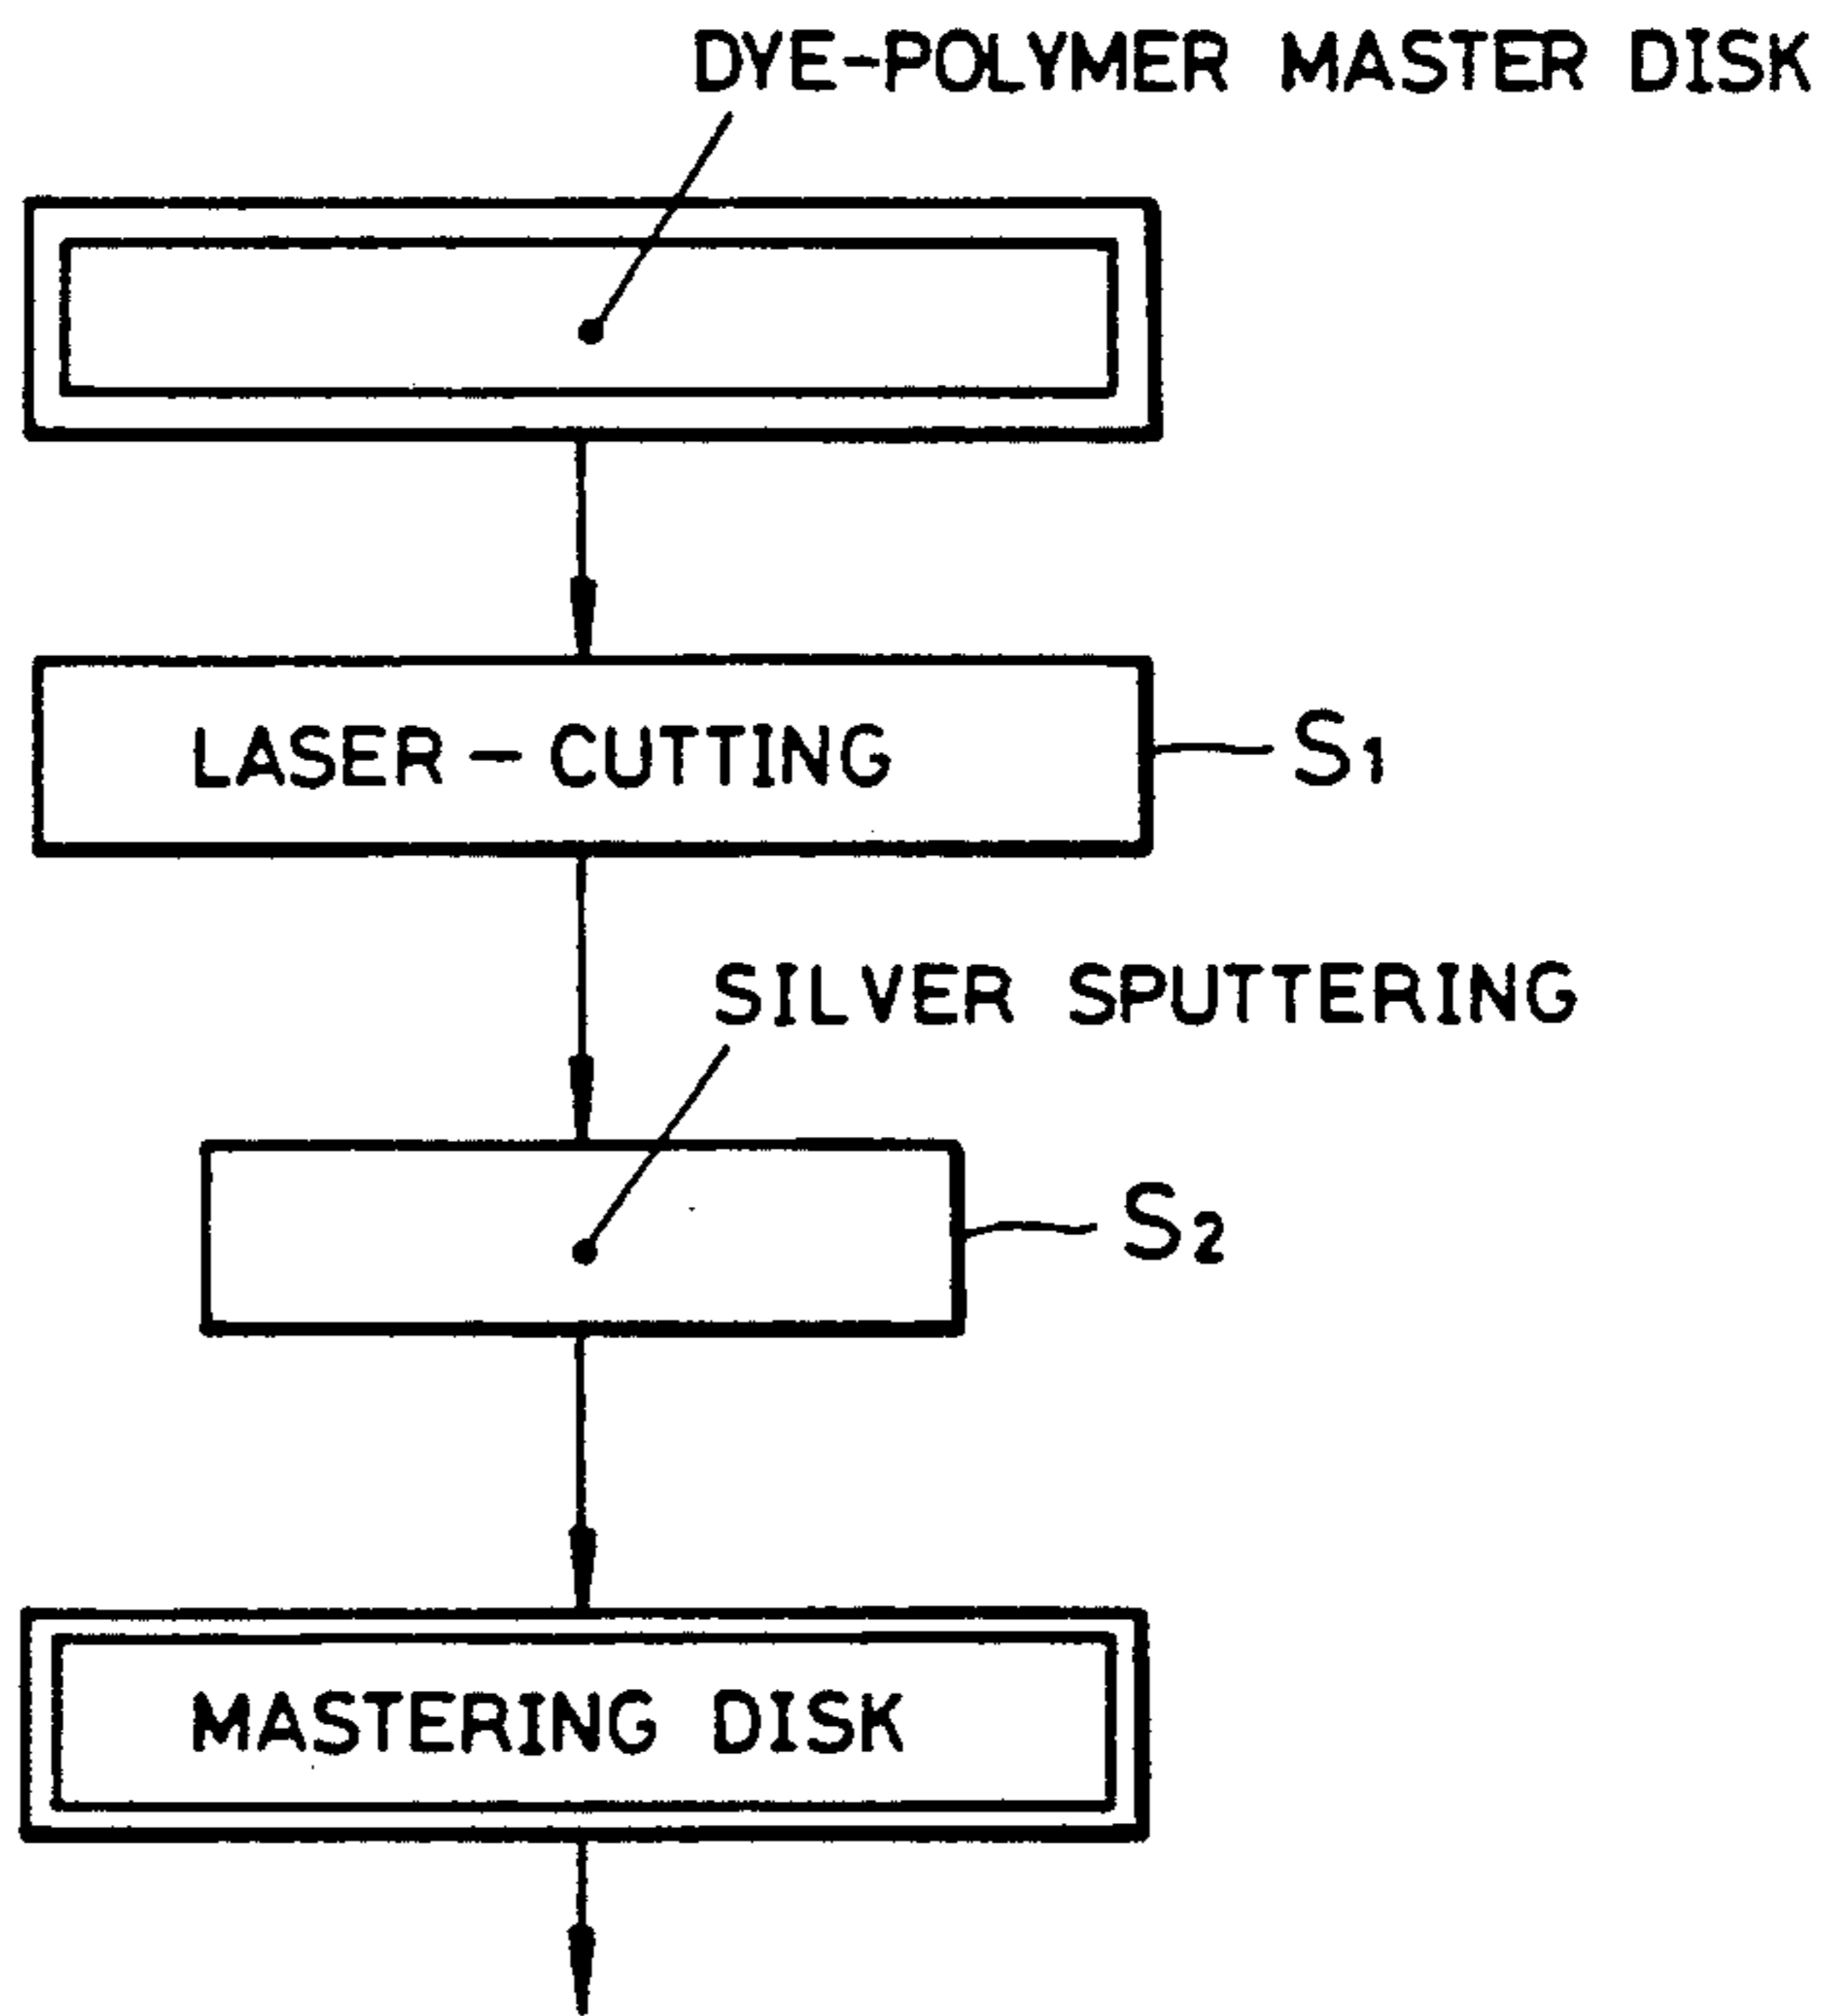 DYE-POLYMER MASTER DISK
LASER-CUTTING
S1
SILVER SPUTTERING
S2
MASTERING DISK